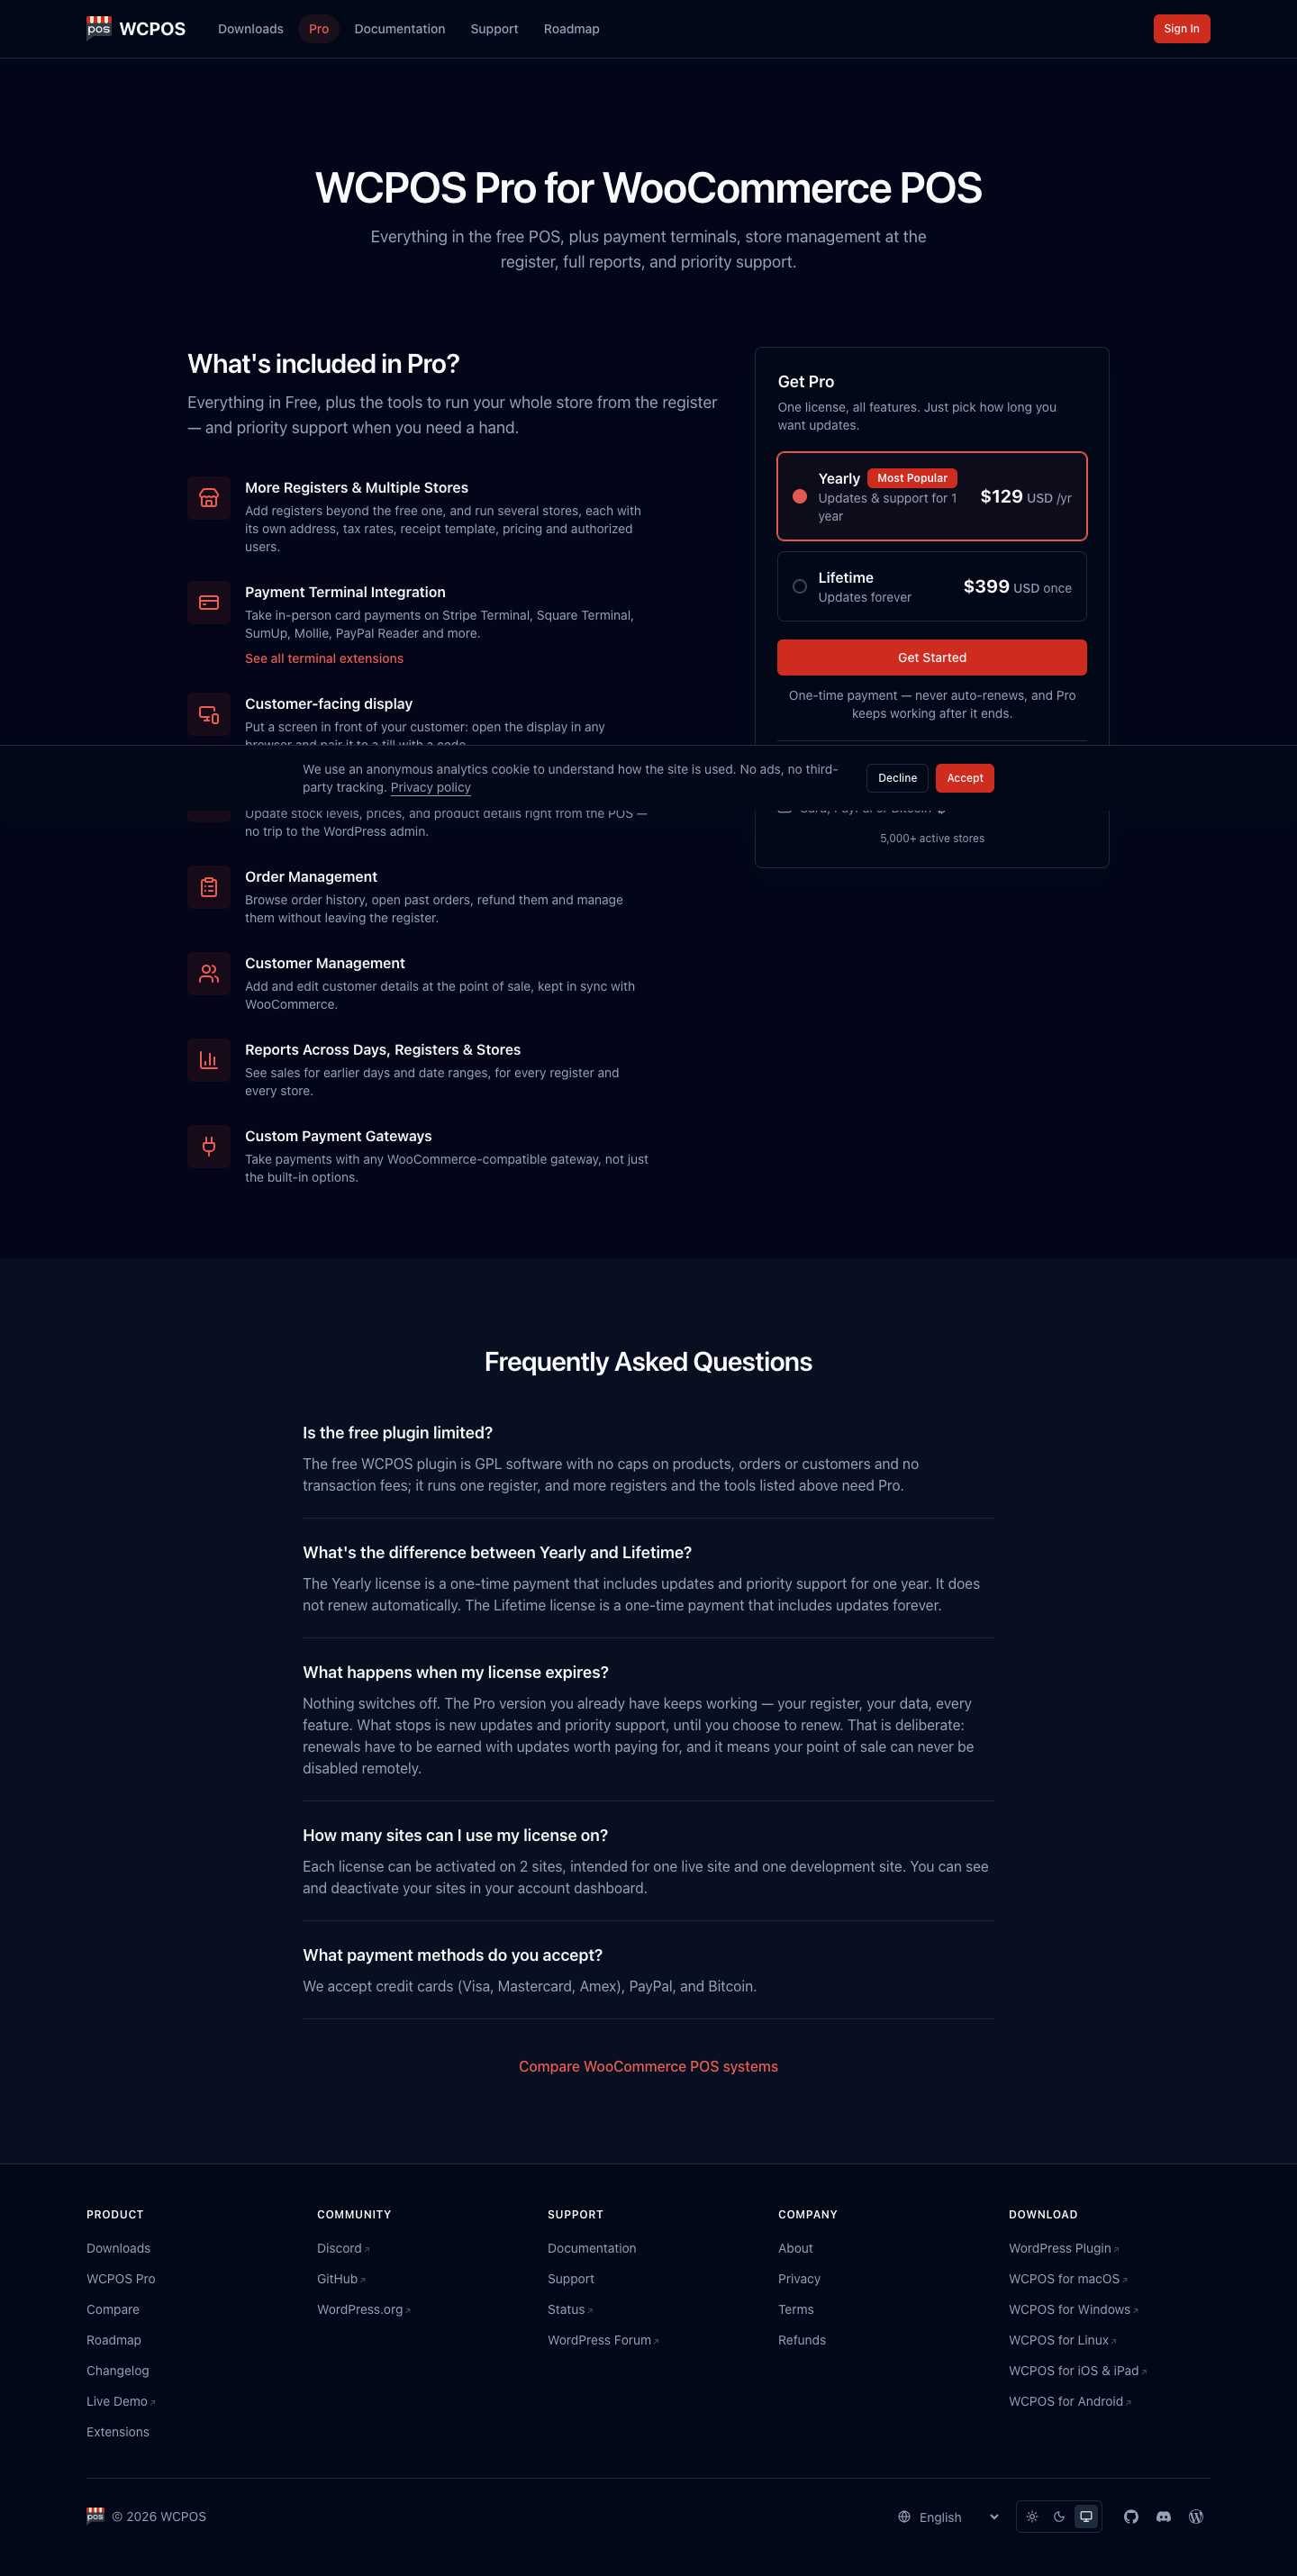 pos WCPOS Downloads Pro Documentation Support Roadmap Sign In
WCPOS Pro for WooCommerce POS
Everything in the free POS, plus payment terminals, store management at the
register, full reports, and priority support.
What's included in Pro?
Everything in Free, plus the tools to run your whole store from the register
— and priority support when you need a hand.
More Registers & Multiple Stores
Add registers beyond the free one, and run several stores, each with
its own address, tax rates, receipt template, pricing and authorized
users.
Payment Terminal Integration
Take in-person card payments on Stripe Terminal, Square Terminal,
SumUp, Mollie, PayPal Reader and more.
See all terminal extensions
Customer-facing display
Put a screen in front of your customer: open the display in any
browser and pair it to a till with a code.
Update stock levels, prices, and product details right from the POS —
no trip to the WordPress admin.
Order Management
Browse order history, open past orders, refund them and manage
them without leaving the register.
Customer Management
Add and edit customer details at the point of sale, kept in sync with
WooCommerce.
Reports Across Days, Registers & Stores
See sales for earlier days and date ranges, for every register and
every store.
Custom Payment Gateways
Take payments with any WooCommerce-compatible gateway, not just
the built-in options.
Get Pro
One license, all features. Just pick how long you
want updates.
Yearly Most Popular
Updates & support for 1
year
$129 USD /yr
Lifetime
Updates forever
$399 USD once
Get Started
One-time payment — never auto-renews, and Pro
keeps working after it ends.
Card, PayPal or Bitcoin
5,000+ active stores
We use an anonymous analytics cookie to understand how the site is used. No ads, no third-
party tracking. Privacy policy
Decline Accept
Frequently Asked Questions
Is the free plugin limited?
The free WCPOS plugin is GPL software with no caps on products, orders or customers and no
transaction fees; it runs one register, and more registers and the tools listed above need Pro.
What's the difference between Yearly and Lifetime?
The Yearly license is a one-time payment that includes updates and priority support for one year. It does
not renew automatically. The Lifetime license is a one-time payment that includes updates forever.
What happens when my license expires?
Nothing switches off. The Pro version you already have keeps working — your register, your data, every
feature. What stops is new updates and priority support, until you choose to renew. That is deliberate:
renewals have to be earned with updates worth paying for, and it means your point of sale can never be
disabled remotely.
How many sites can I use my license on?
Each license can be activated on 2 sites, intended for one live site and one development site. You can see
and deactivate your sites in your account dashboard.
What payment methods do you accept?
We accept credit cards (Visa, Mastercard, Amex), PayPal, and Bitcoin.
Compare WooCommerce POS systems
PRODUCT
Downloads
WCPOS Pro
Compare
Roadmap
Changelog
Live Demo
Extensions
COMMUNITY
Discord
GitHub
WordPress.org
SUPPORT
Documentation
Support
Status
WordPress Forum
COMPANY
About
Privacy
Terms
Refunds
DOWNLOAD
WordPress Plugin
WCPOS for macOS
WCPOS for Windows
WCPOS for Linux
WCPOS for iOS & iPad
WCPOS for Android
pos © 2026 WCPOS
English